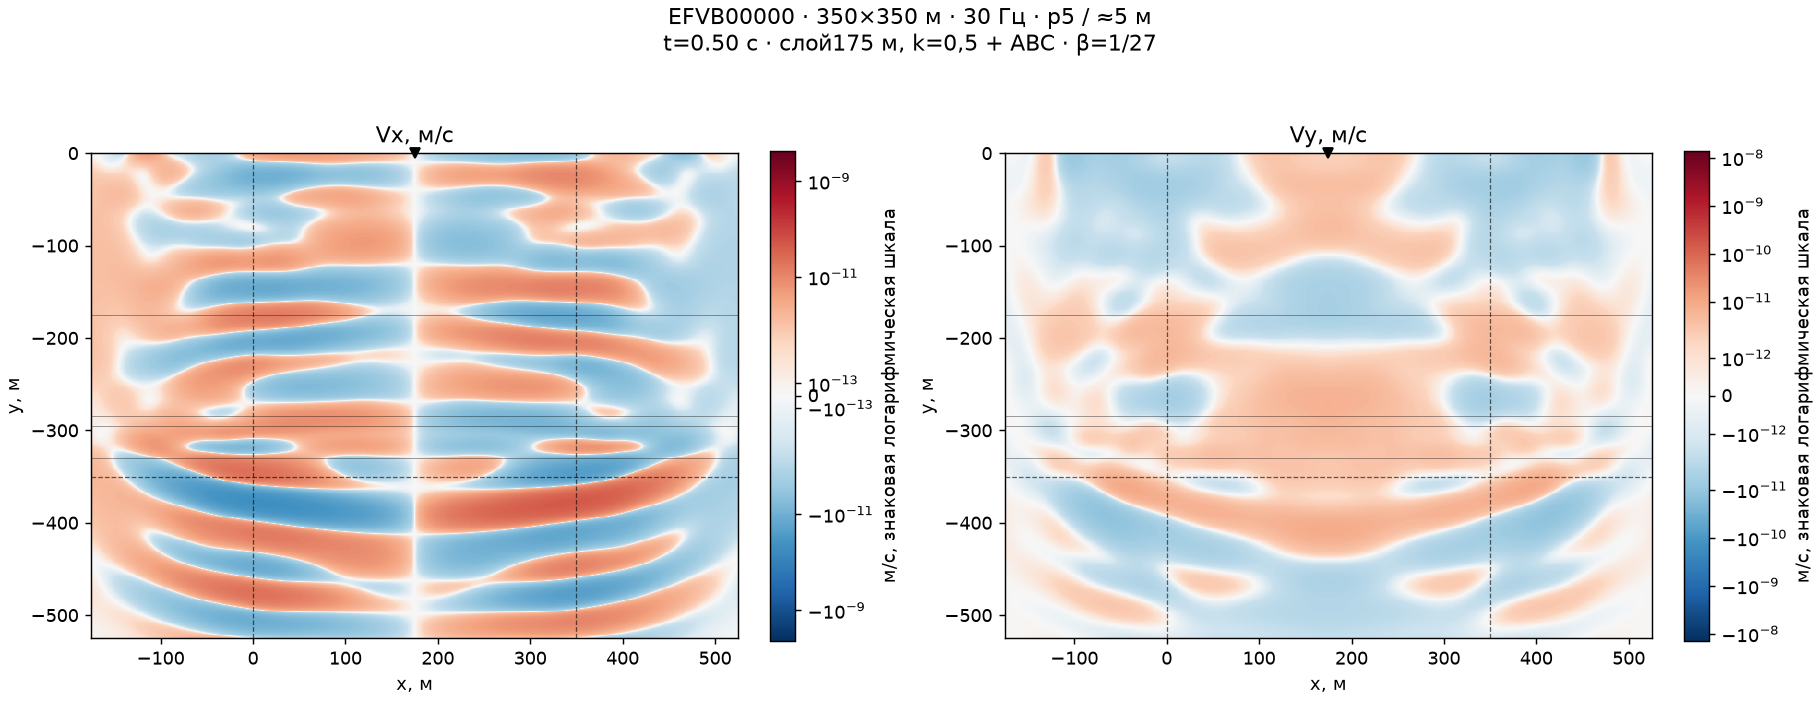 EFVB00000 · 350×350 м · 30 Гц · p5 / ≈5 м
t=0.50 с · слой175 м, k=0,5 + ABC · β=1/27
Vx, м/с
0
−100
−200
−300
−400
−500
y, м
−100 0 100 200 300 400 500
x, м
10⁻⁹
10⁻¹¹
10⁻¹³
0
−10⁻¹³
−10⁻¹¹
−10⁻⁹
м/с, знаковая логарифмическая шкала
Vy, м/с
0
−100
−200
−300
−400
−500
y, м
−100 0 100 200 300 400 500
x, м
10⁻⁸
10⁻⁹
10⁻¹⁰
10⁻¹¹
10⁻¹²
0
−10⁻¹²
−10⁻¹¹
−10⁻¹⁰
−10⁻⁹
−10⁻⁸
м/с, знаковая логарифмическая шкала